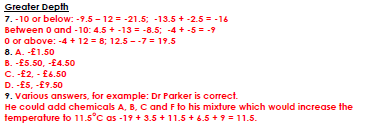 Greater Depth
7. -10 or below: -9.5 – 12 = -21.5;  -13.5 + -2.5 = -16
Between 0 and -10: 4.5 + -13 = -8.5;  -4 + -5 = -9
0 or above: -4 + 12 = 8; 12.5 – -7 = 19.5
8. A. -£1.50
B. -£5.50, -£4.50
C. -£2, - £6.50
D. -£5, -£9.50
9. Various answers, for example: Dr Parker is correct.
He could add chemicals A, B, C and F to his mixture which would increase the
temperature to 11.5°C as -19 + 3.5 + 11.5 + 6.5 + 9 = 11.5.